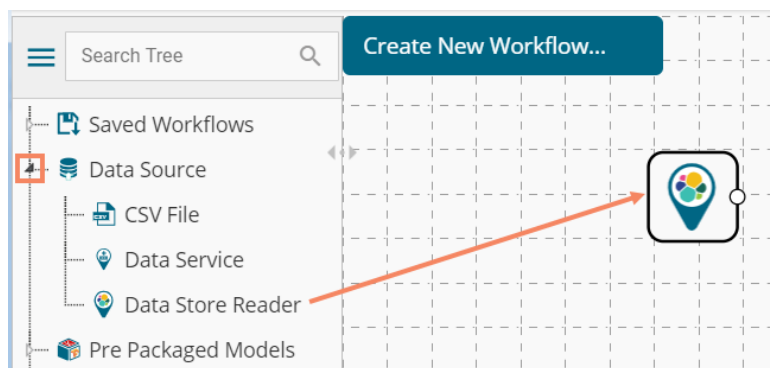 Search Tree
Create New Workflow...
Saved Workflows
Data Source
CSV
CSV File
Data Service
Data Store Reader
Pre Packaged Models